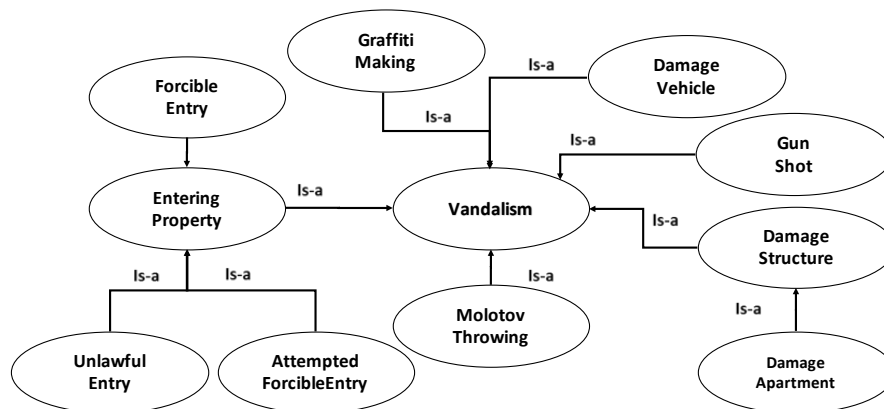 Graffiti
Making
Is-a
Damage
Vehicle
Forcible
Entry
Is-a
Is-a
Gun
Shot
Entering
Property
Is-a
Vandalism
Is-a
Damage
Structure
Is-a
Is-a
Is-a
Molotov
Throwing
Is-a
Unlawful
Entry
Attempted
ForcibleEntry
Damage
Apartment